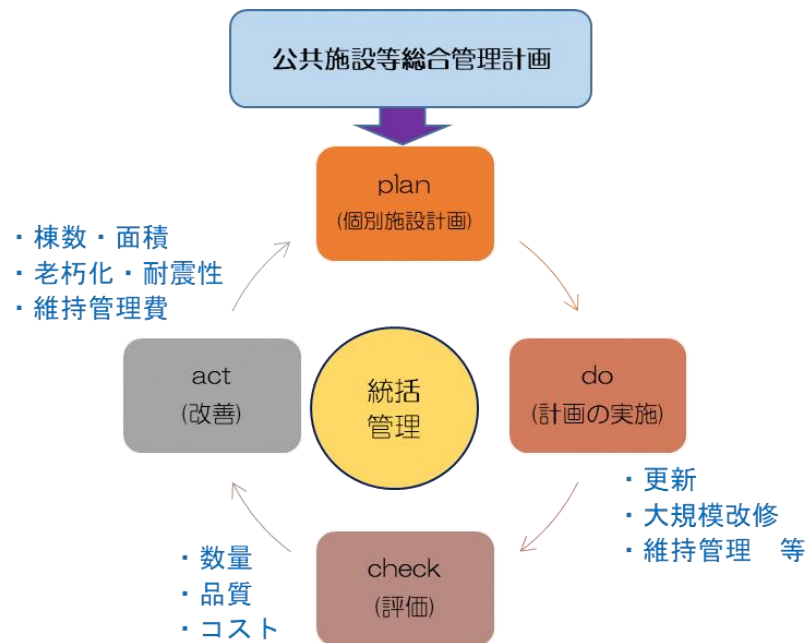 公共施設等総合管理計画
plan
(個別施設計画)
・棟数・面積
・老朽化・耐震性
・維持管理費
act
(改善)
統括
管理
do
(計画の実施)
・更新
・大規模改修
・維持管理　等
・数量
・品質
・コスト
check
(評価)